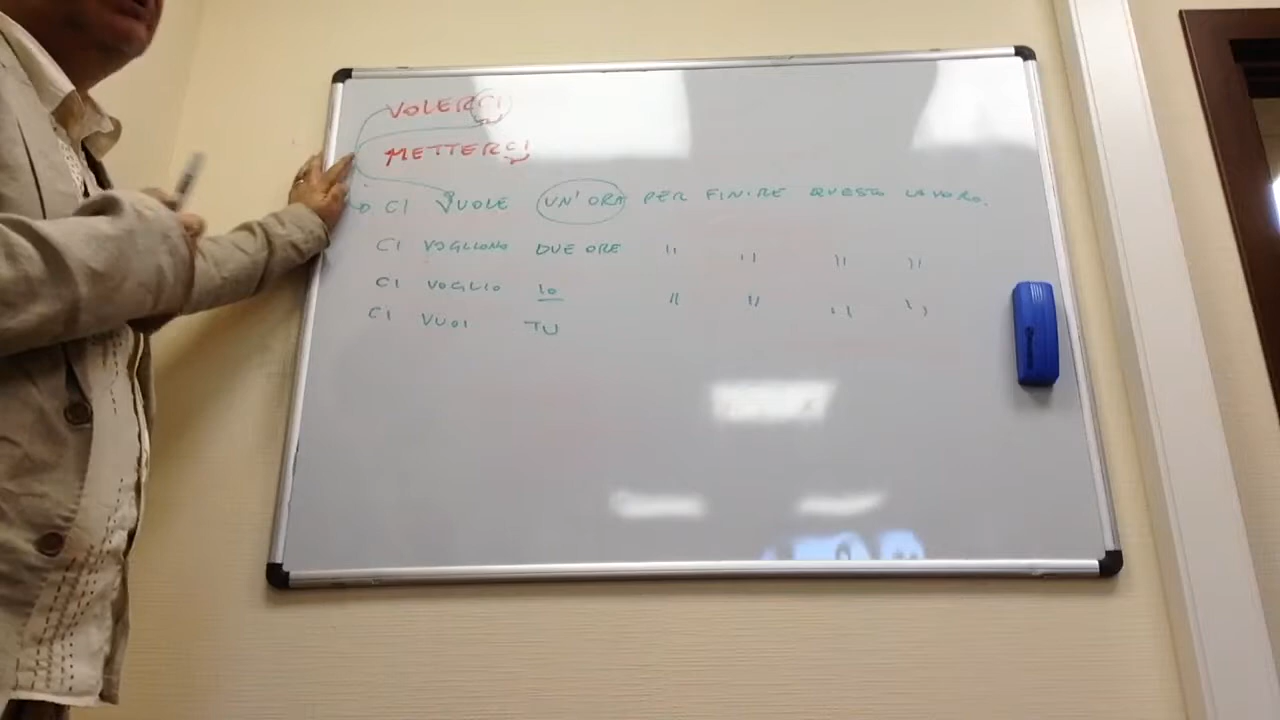 VOLERCI
METTERCI
CI VUOLE UN'ORA PER FINIRE QUESTO LAVORO.
CI VOGLIONO DUE ORE " " " "
CI VOGLIO IO " " " "
CI VUOI TU